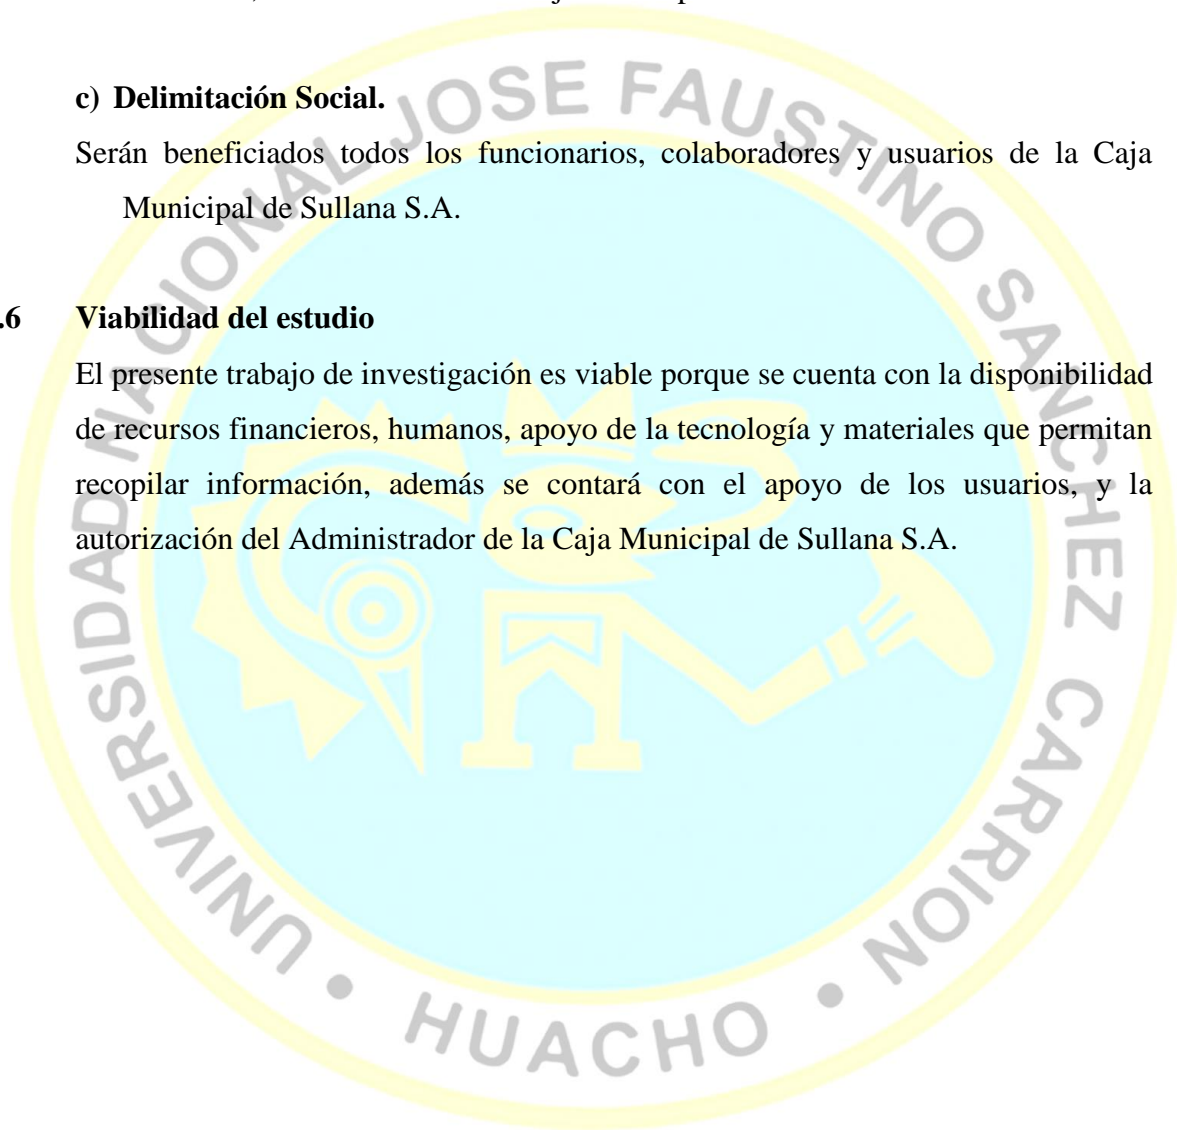 c) Delimitación Social.
Serán beneficiados todos los funcionarios, colaboradores y usuarios de la Caja
Municipal de Sullana S.A.
.6 Viabilidad del estudio
El presente trabajo de investigación es viable porque se cuenta con la disponibilidad
de recursos financieros, humanos, apoyo de la tecnología y materiales que permitan
recopilar información, además se contará con el apoyo de los usuarios, y la
autorización del Administrador de la Caja Municipal de Sullana S.A.
UNIVERSIDAD NACIONAL JOSE FAUSTINO SANCHEZ CARRION
• HUACHO •